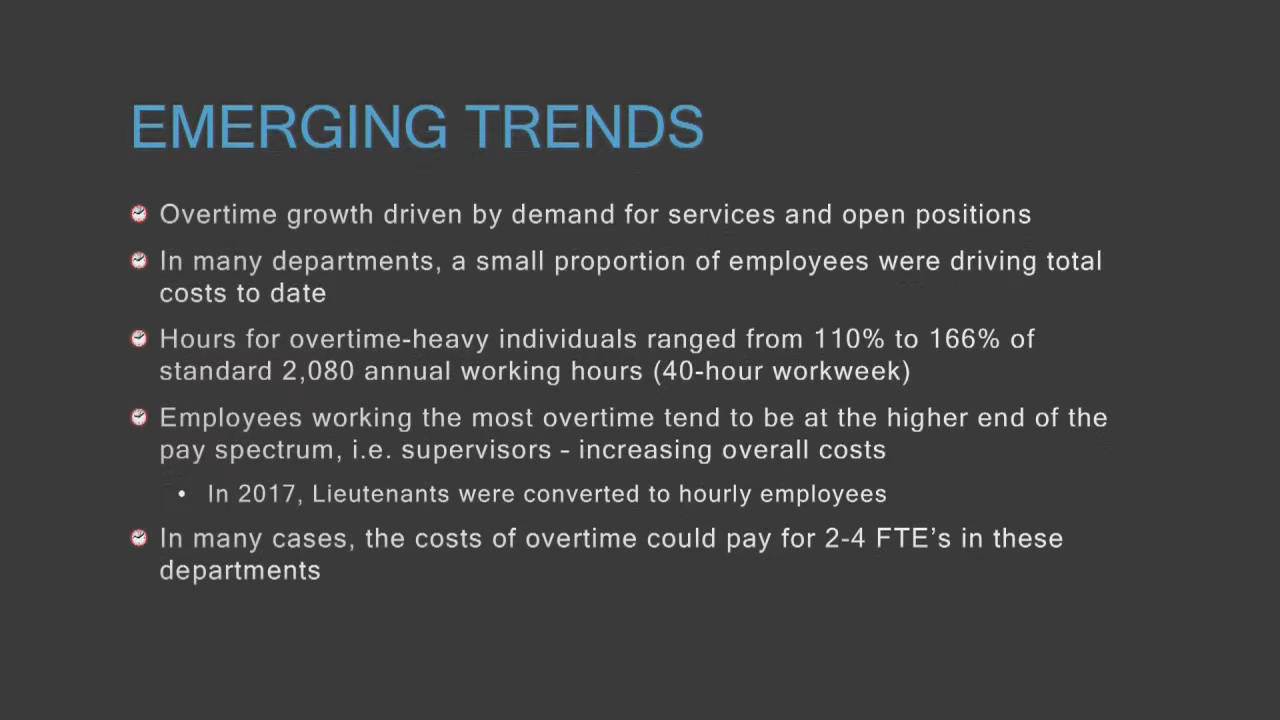 EMERGING TRENDS
Overtime growth driven by demand for services and open positions
In many departments, a small proportion of employees were driving total
costs to date
Hours for overtime-heavy individuals ranged from 110% to 166% of
standard 2,080 annual working hours (40-hour workweek)
Employees working the most overtime tend to be at the higher end of the
pay spectrum, i.e. supervisors - increasing overall costs
• In 2017, Lieutenants were converted to hourly employees
In many cases, the costs of overtime could pay for 2-4 FTE’s in these
departments